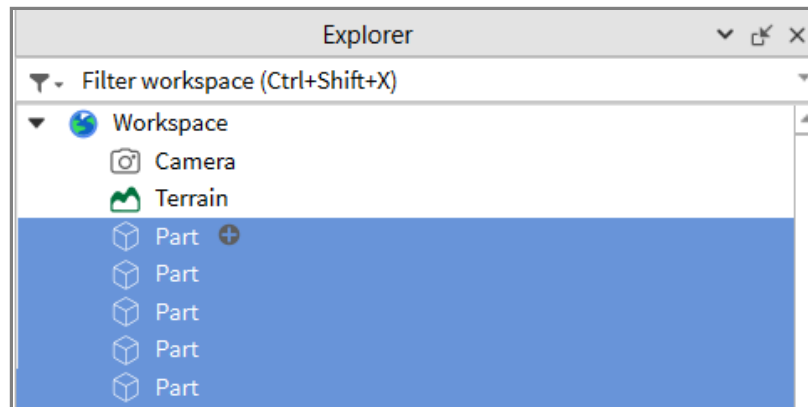 Explorer
Filter workspace (Ctrl+Shift+X)
Workspace
Camera
Terrain
Part
Part
Part
Part
Part